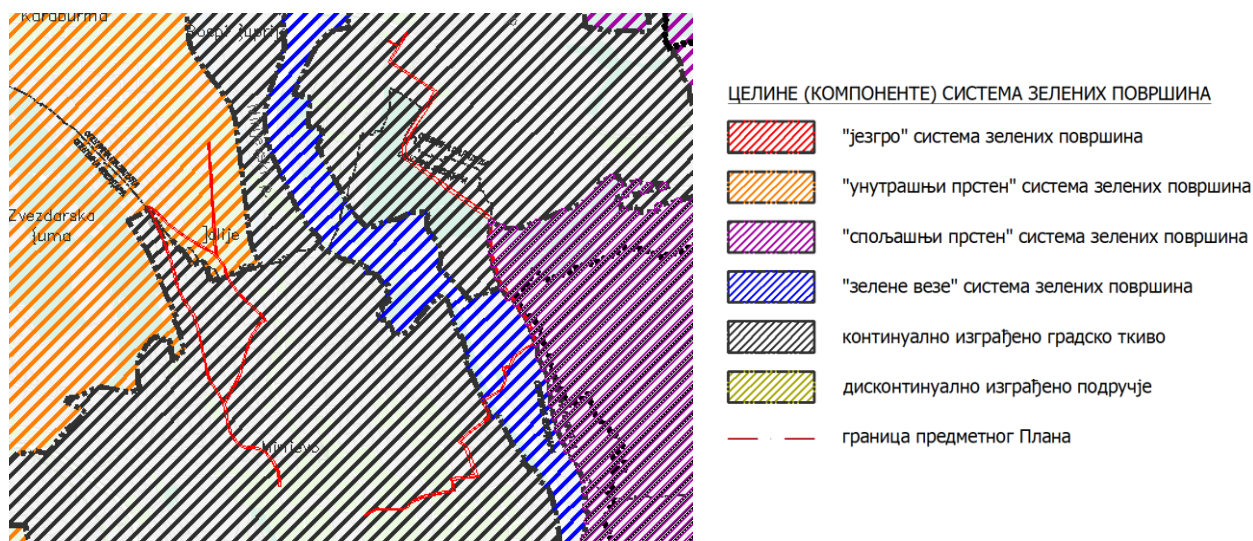 Karaburma
Zvezdarska
šuma
ЦЕЛИНЕ (КОМПОНЕНТЕ) СИСТЕМА ЗЕЛЕНИХ ПОВРШИНА
"језгро" система зелених површина
"унутрашњи прстен" система зелених површина
"спољашњи прстен" система зелених површина
"зелене везе" система зелених површина
континуално изграђено градско ткиво
дисконтинуално изграђено подручје
граница предметног Плана